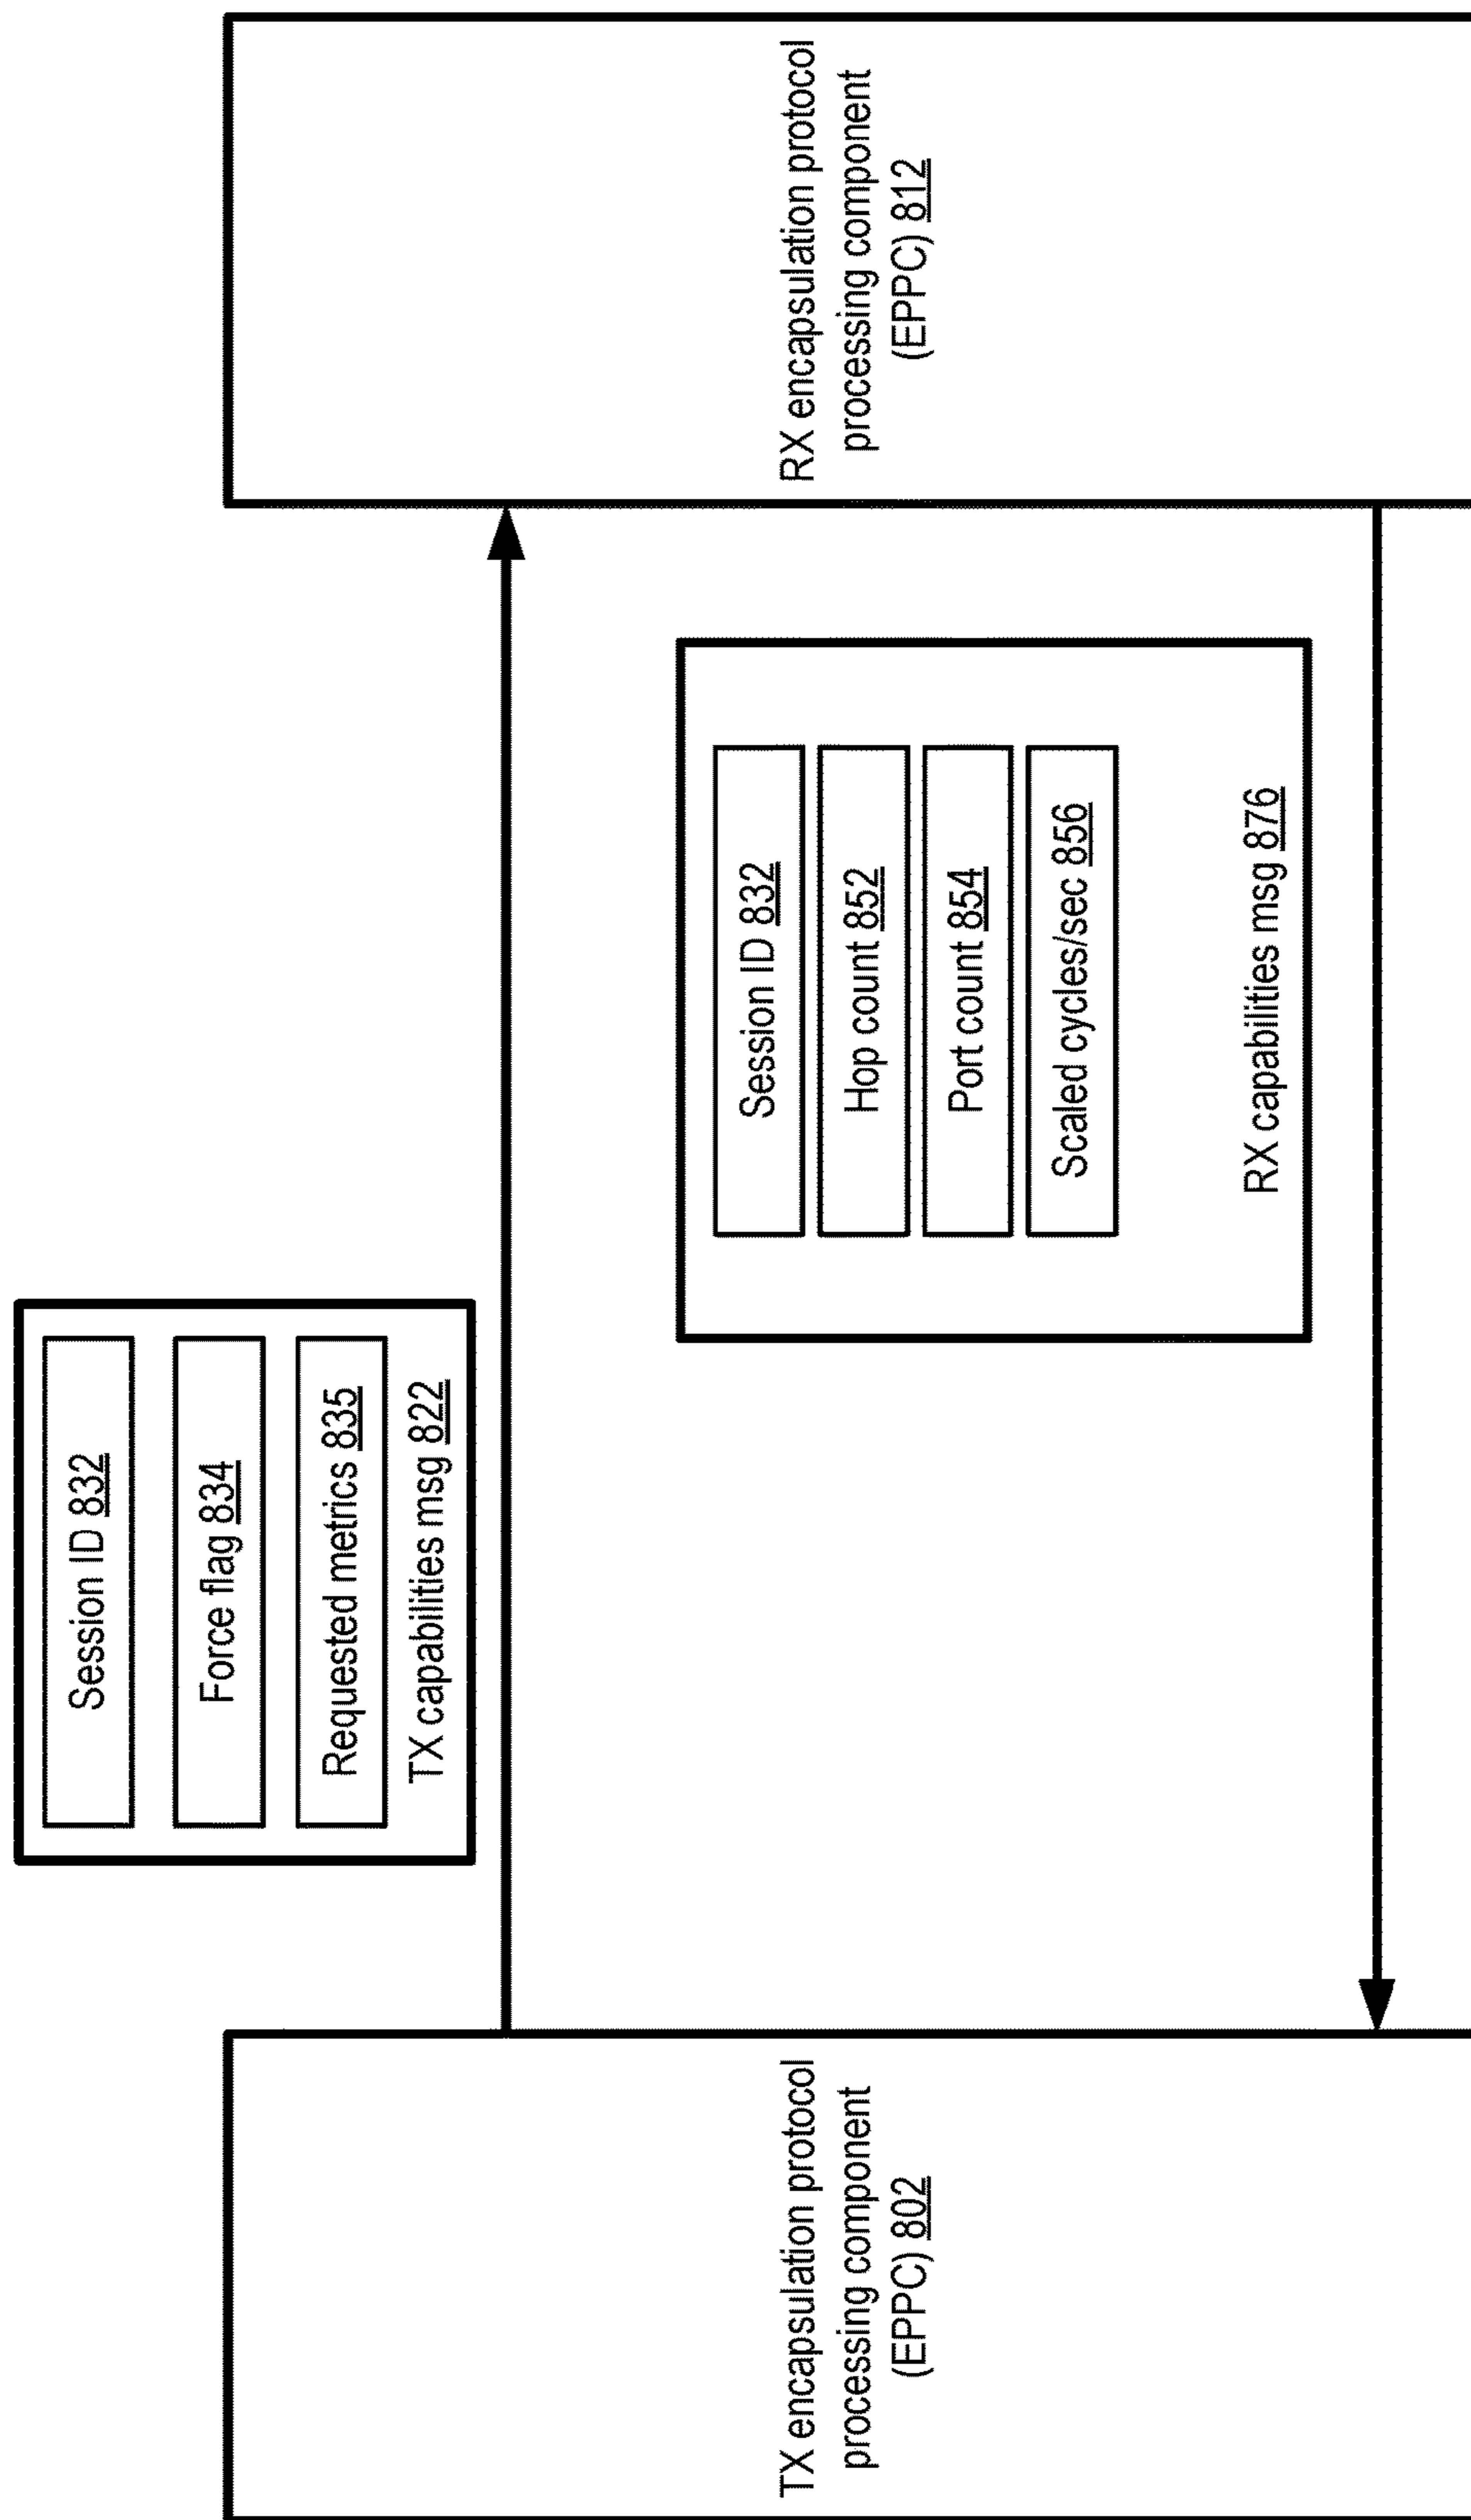 Session ID 832
Force flag 834
Requested metrics 835
TX capabilities msg 822
TX encapsulation protocol
processing component
(EPPC) 802
Session ID 832
Hop count 852
Port count 854
Scaled cycles/sec 856
RX capabilities msg 876
RX encapsulation protocol
processing component
(EPPC) 812